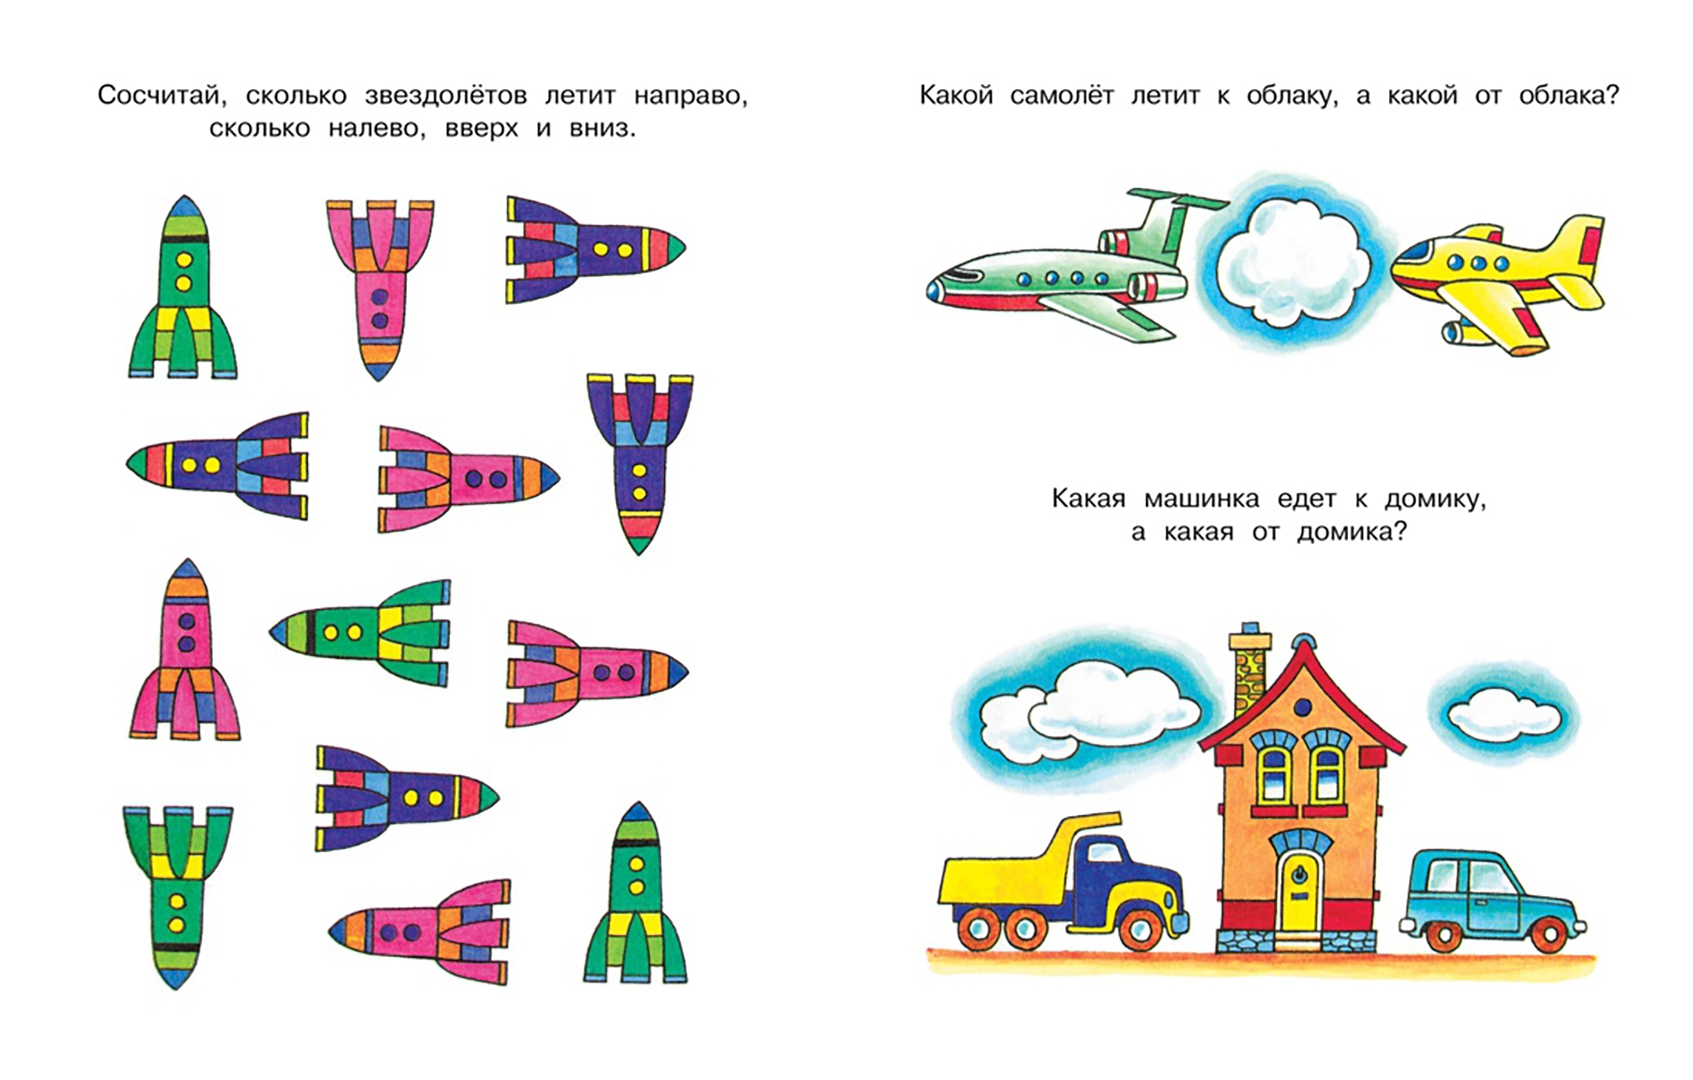 Сосчитай, сколько звездолётов летит направо,
сколько налево, вверх и вниз.
Какой самолёт летит к облаку, а какой от облака?
Какая машинка едет к домику,
а какая от домика?